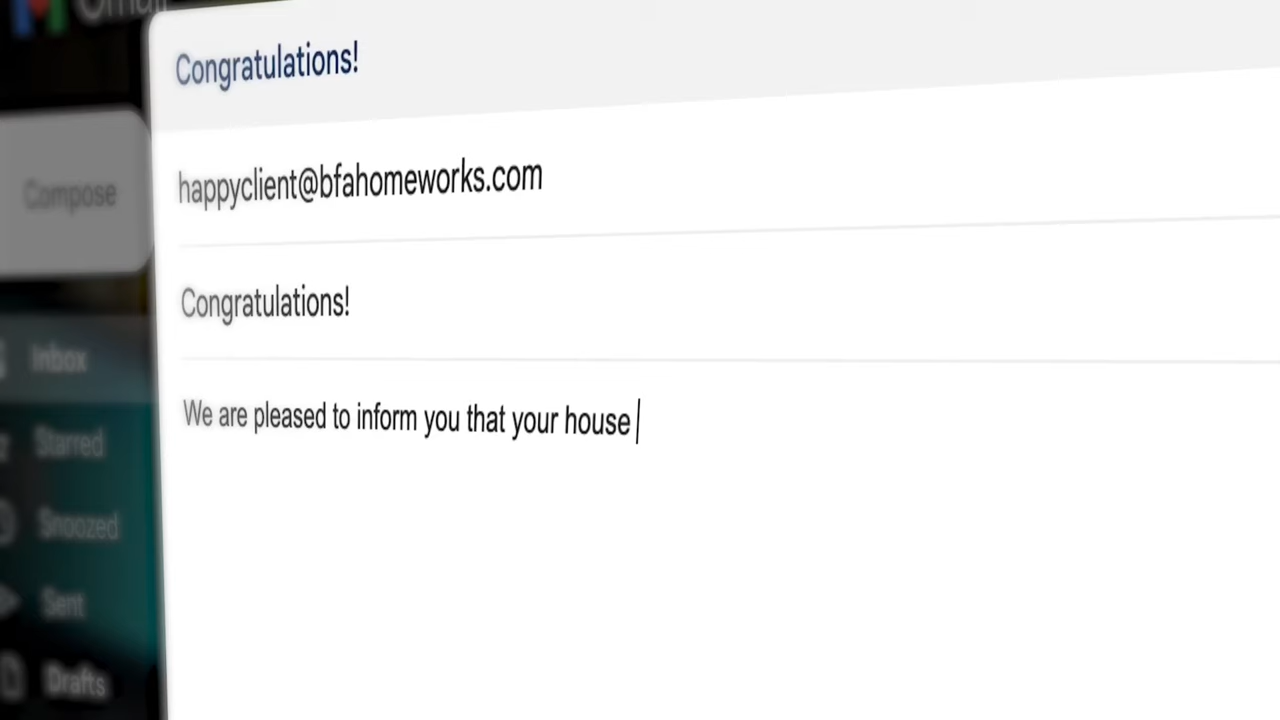 Gmail
Congratulations!
happyclient@bfahomeworks.com
Compose
Congratulations!
Inbox
We are pleased to inform you that your house
Starred
Snoozed
Sent
Drafts